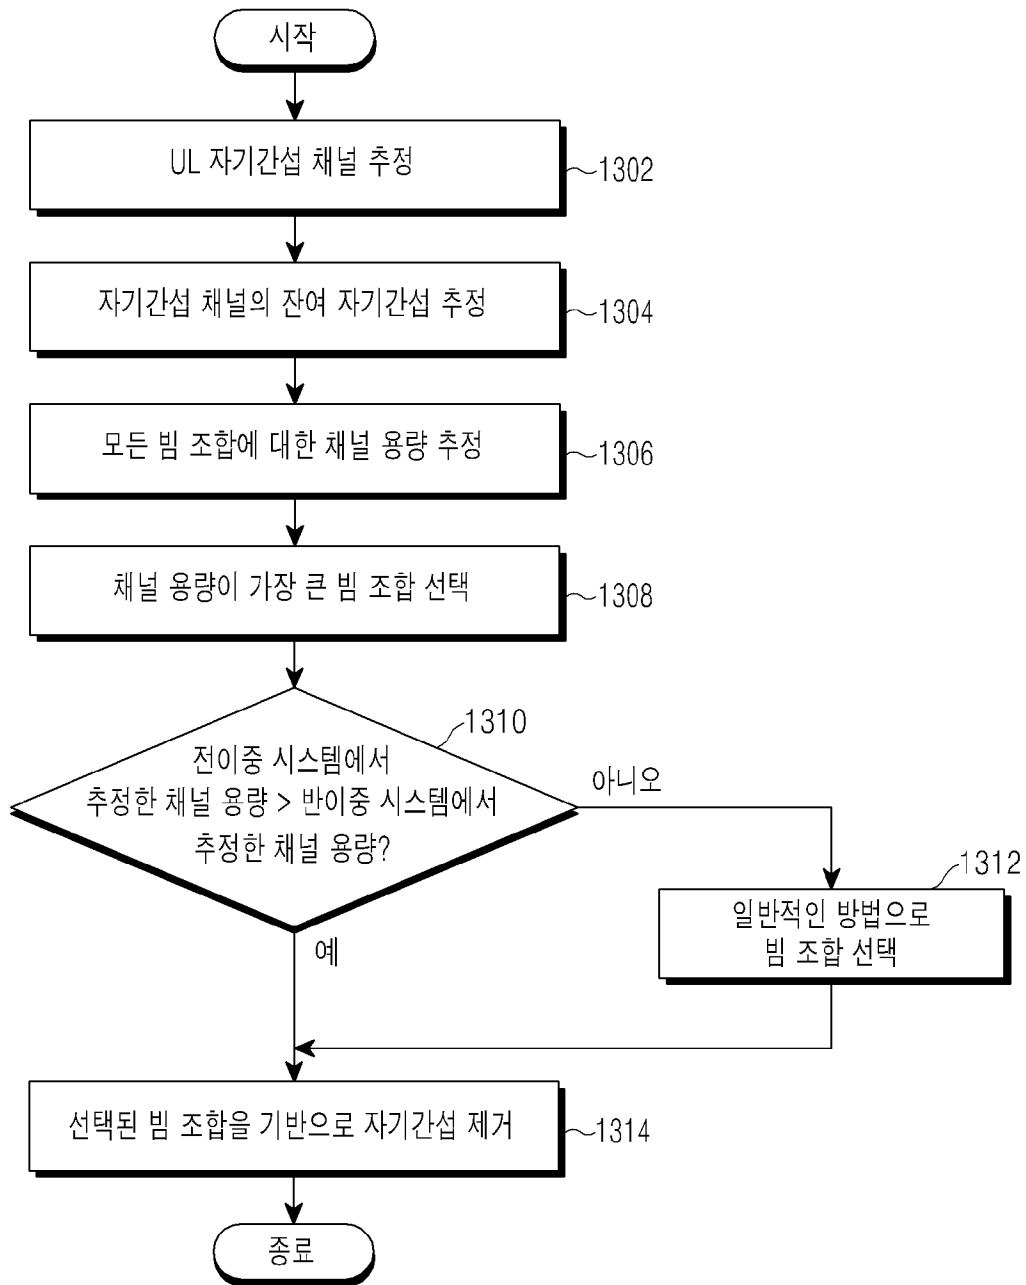 시작
UL 자기간섭 채널 추정
1302
자기간섭 채널의 잔여 자기간섭 추정
1304
모든 빔 조합에 대한 채널 용량 추정
1306
채널 용량이 가장 큰 빔 조합 선택
1308
1310
전이중 시스템에서
추정한 채널 용량 > 반이중 시스템에서
추정한 채널 용량?
아니오
1312
일반적인 방법으로
빔 조합 선택
예
선택된 빔 조합을 기반으로 자기간섭 제거
1314
종료